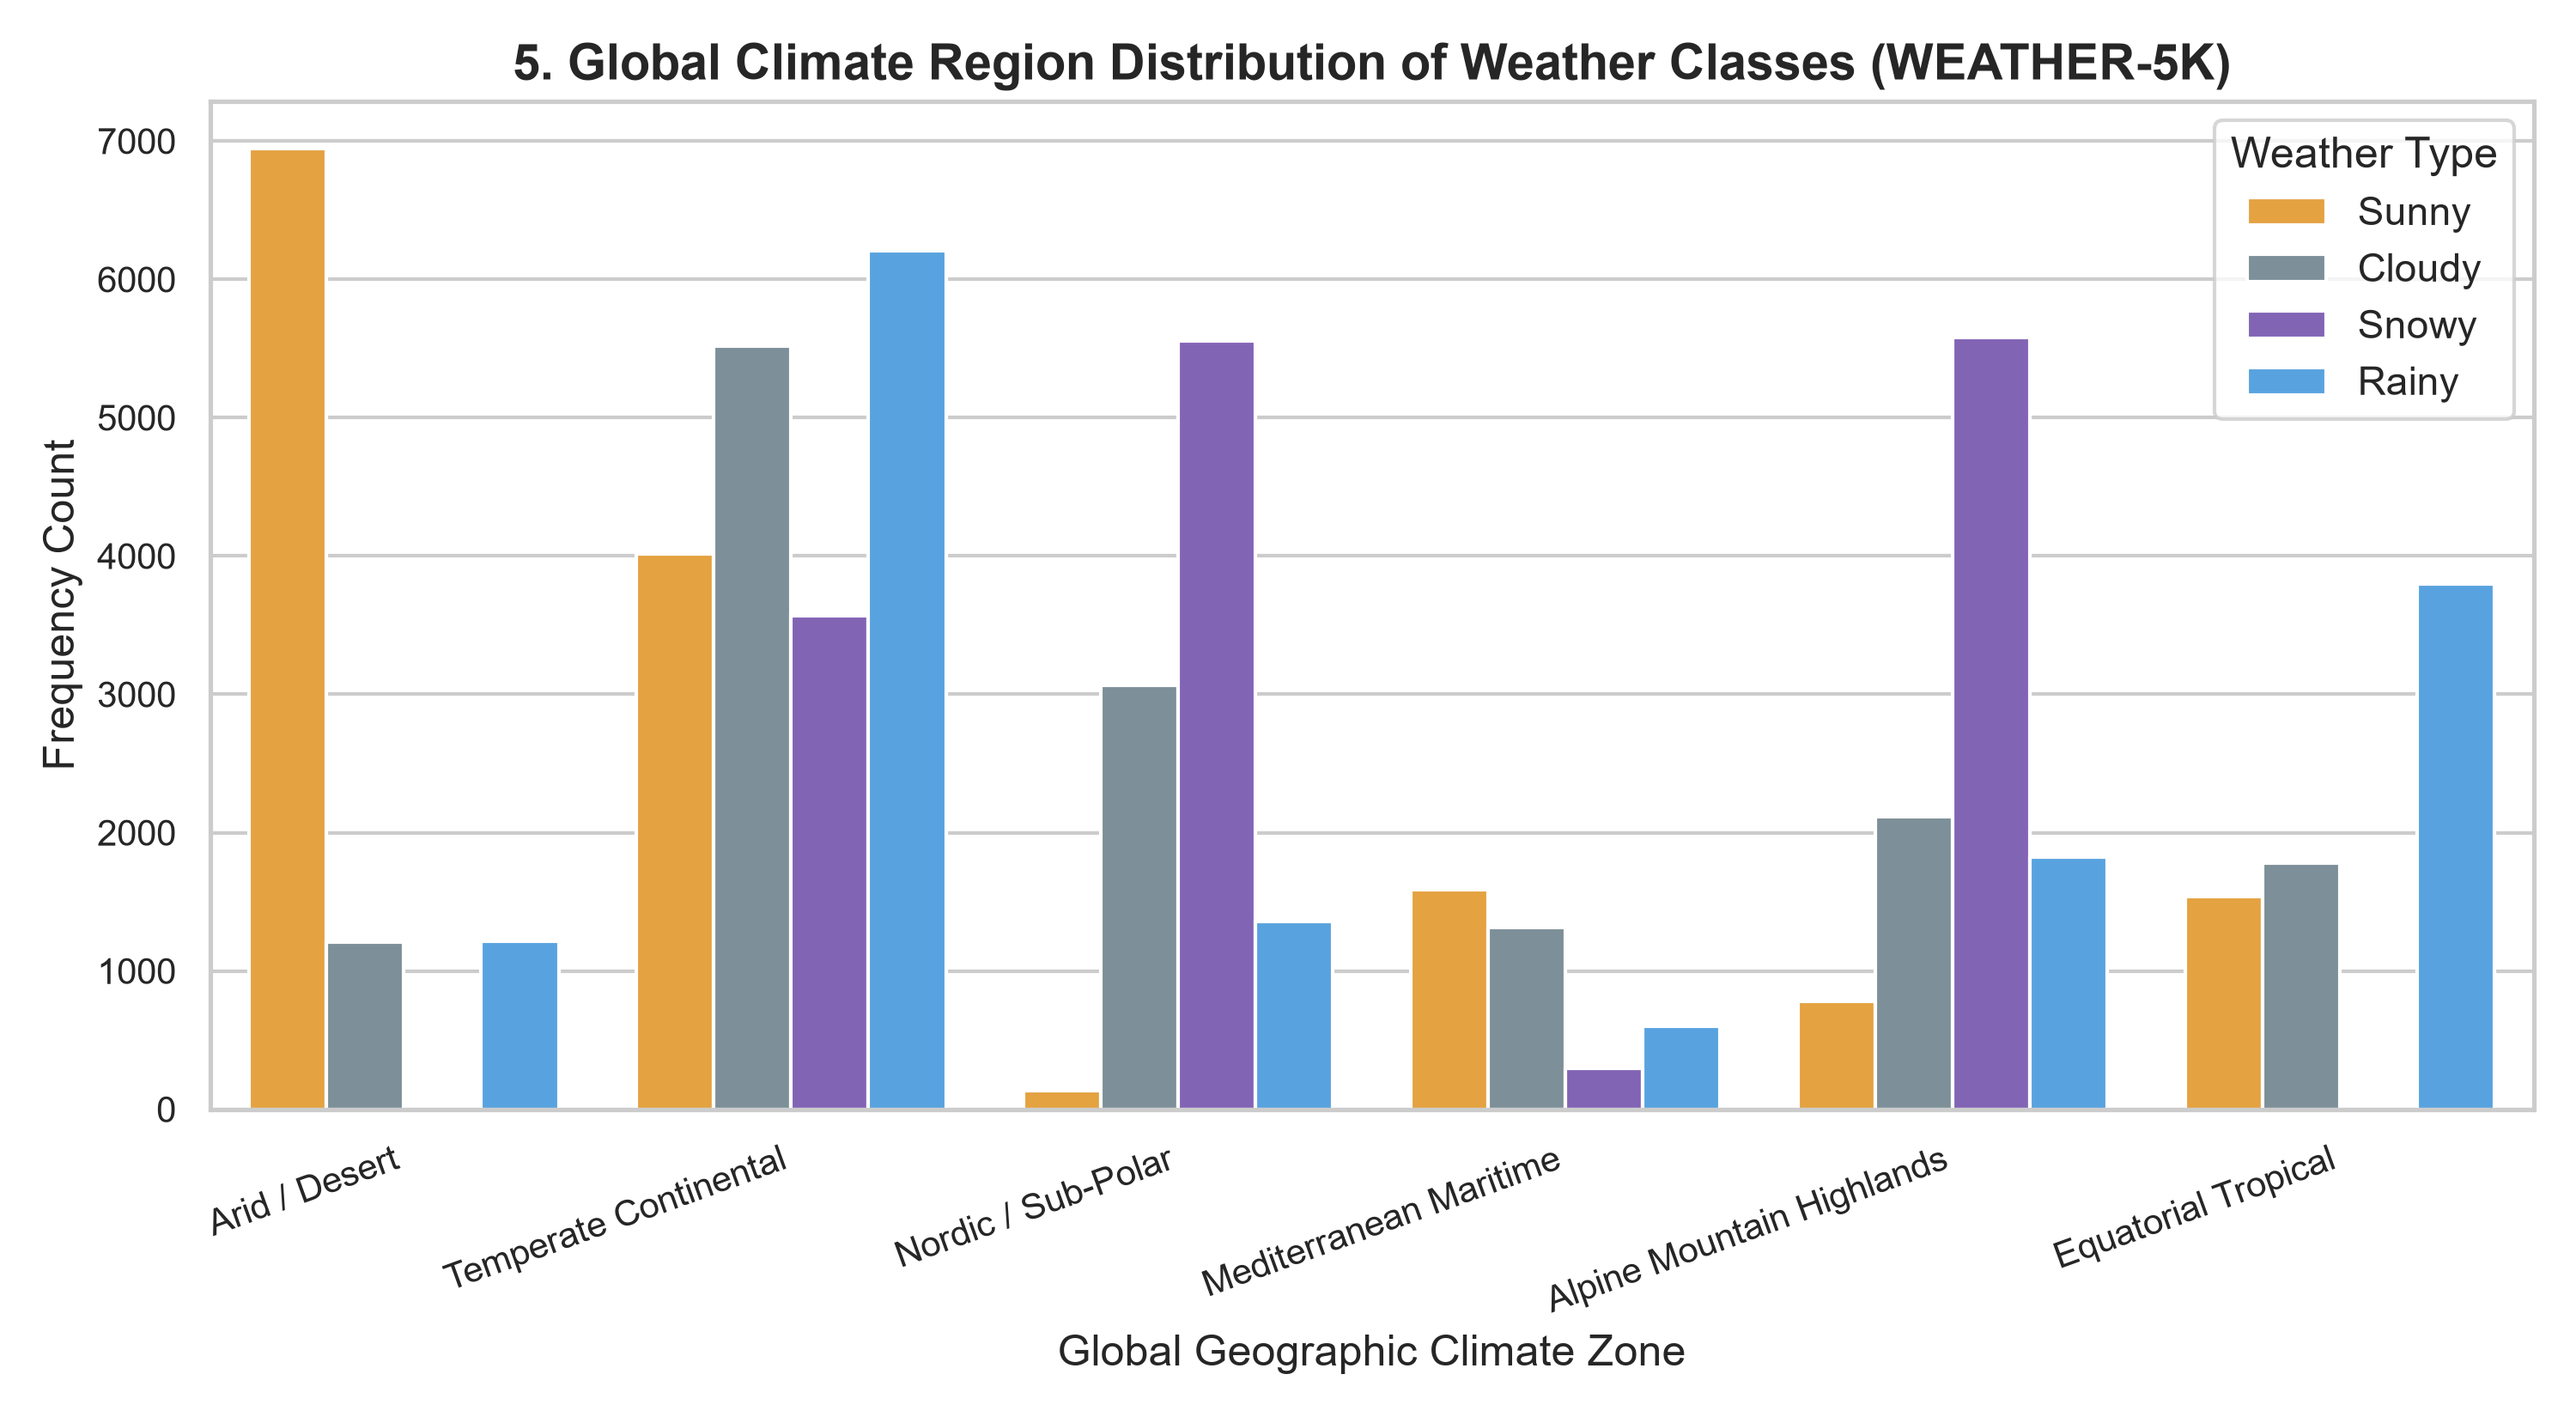 5. Global Climate Region Distribution of Weather Classes (WEATHER-5K)
Weather Type
Sunny
Cloudy
Snowy
Rainy
Frequency Count
7000
6000
5000
4000
3000
2000
1000
0
Arid / Desert
Temperate Continental
Nordic / Sub-Polar
Mediterranean Maritime
Alpine Mountain Highlands
Equatorial Tropical
Global Geographic Climate Zone